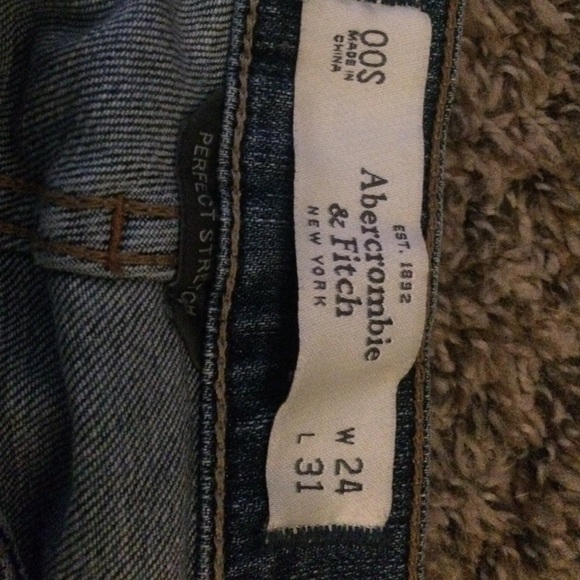 00S
MADE IN
CHINA
EST. 1892
Abercrombie
& Fitch
NEW YORK
W 24
L 31
PERFECT STRETCH